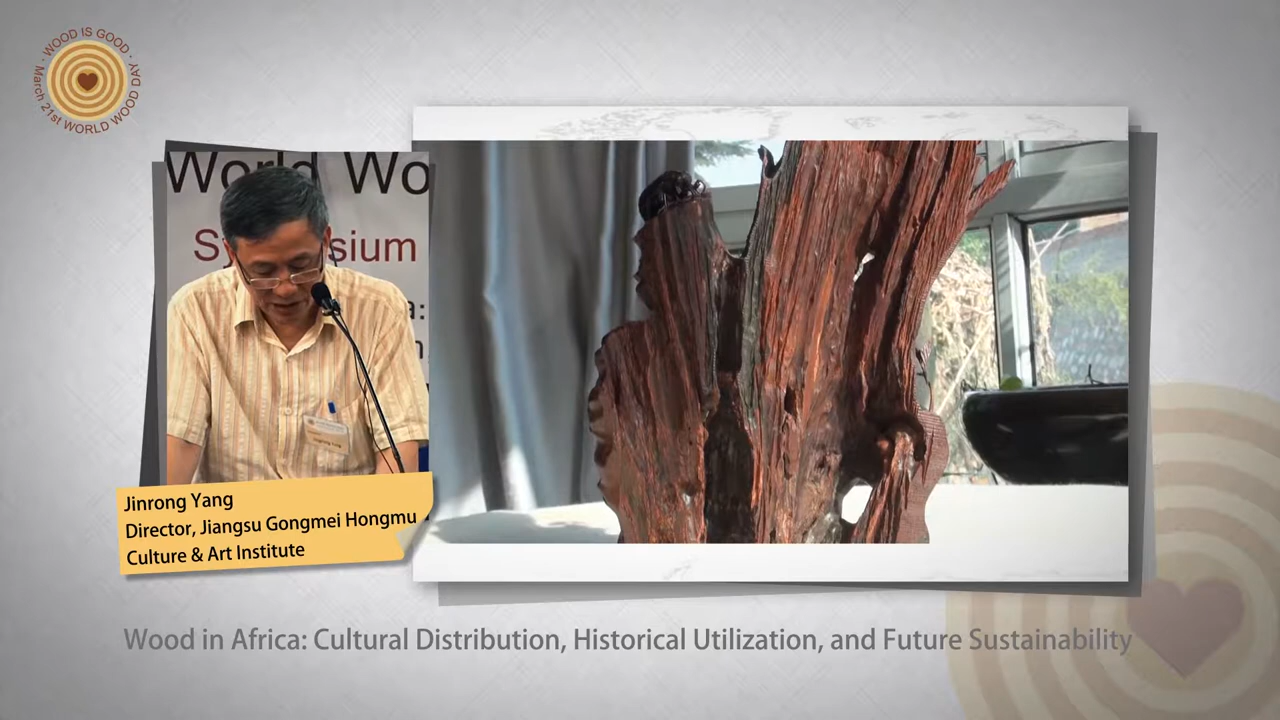 WOOD IS GOOD · WORLD WOOD DAY · March 21st
World Wo
sium
Jinrong Yang
Director, Jiangsu Gongmei Hongmu
Culture & Art Institute
Wood in Africa: Cultural Distribution, Historical Utilization, and Future Sustainability